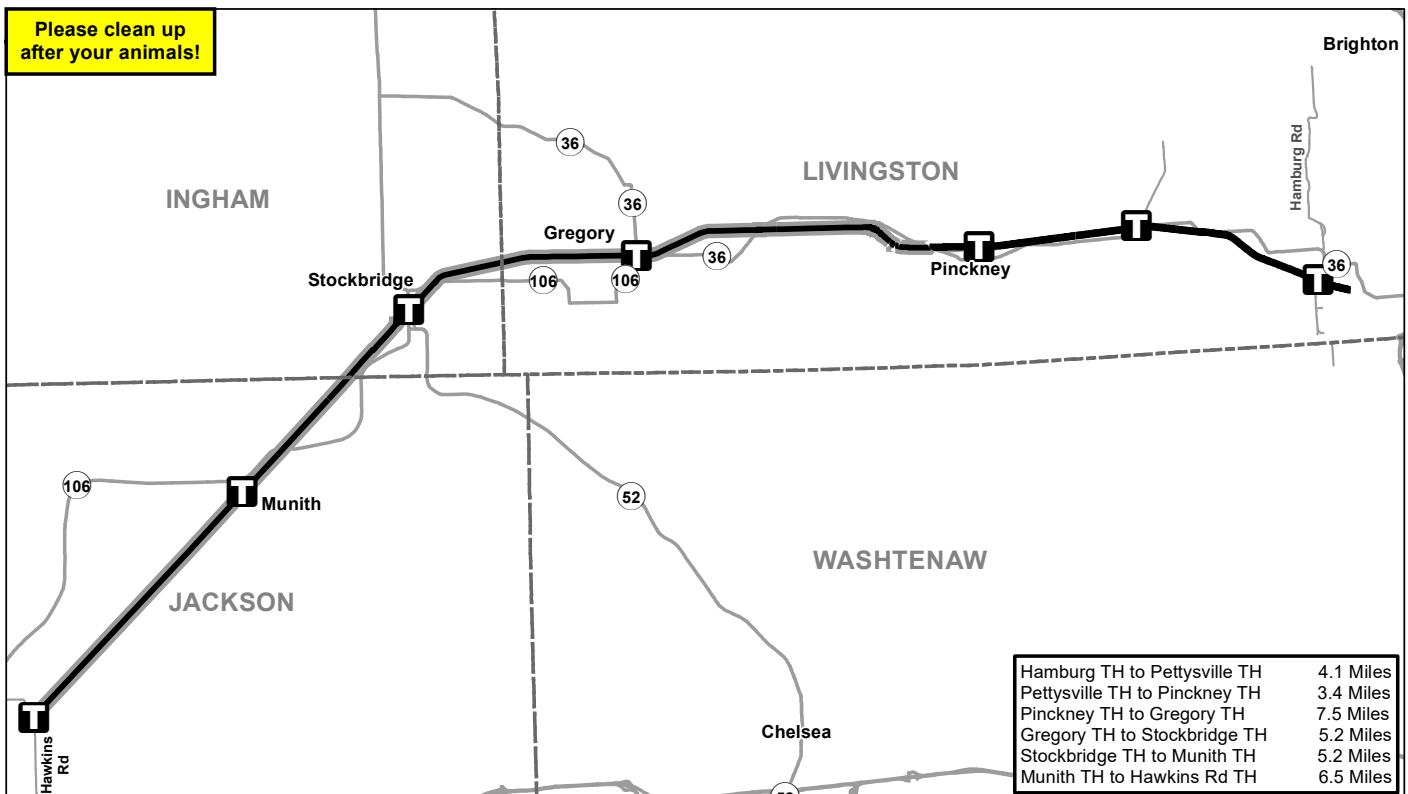 Please clean up
after your animals!
Brighton
36
Hamburg Rd
INGHAM
LIVINGSTON
36
Gregory
T
T
T
36
Pinckney
36
Stockbridge
106
106
T
T
106
T
Munith
52
WASHTENAW
JACKSON
T
Hawkins
Rd
Chelsea
Hamburg TH to Pettysville TH 4.1 Miles
Pettysville TH to Pinckney TH 3.4 Miles
Pinckney TH to Gregory TH 7.5 Miles
Gregory TH to Stockbridge TH 5.2 Miles
Stockbridge TH to Munith TH 5.2 Miles
Munith TH to Hawkins Rd TH 6.5 Miles